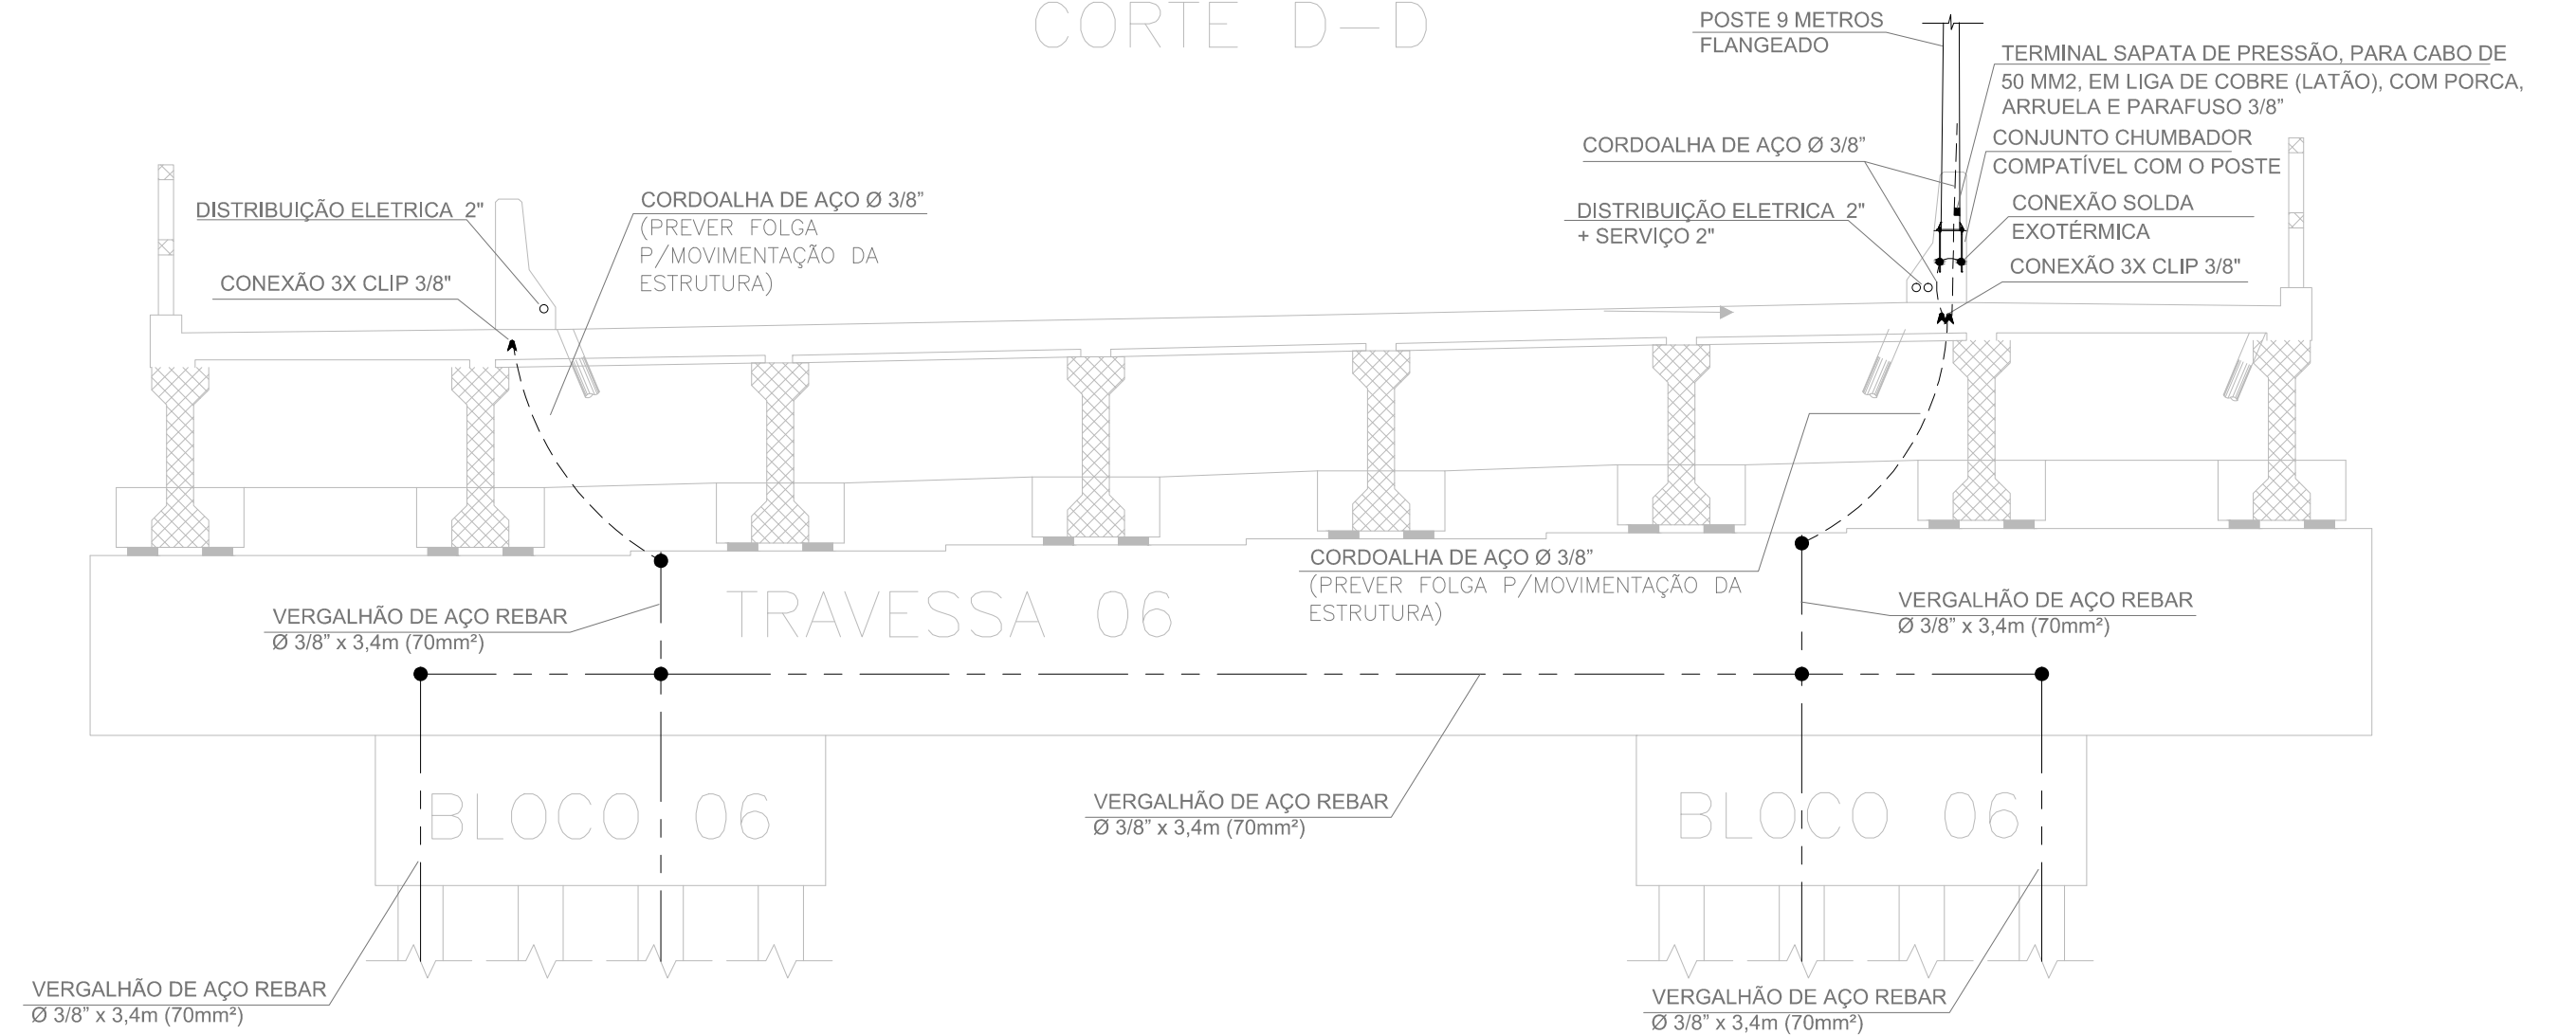 CORTE D-D
POSTE 9 METROS
FLANGEADO
TERMINAL SAPATA DE PRESSÃO, PARA CABO DE
50 MM2, EM LIGA DE COBRE (LATÃO), COM PORCA,
ARRUELA E PARAFUSO 3/8”
CORDOALHA DE AÇO Ø 3/8”
CONJUNTO CHUMBADOR
COMPATÍVEL COM O POSTE
DISTRIBUIÇÃO ELETRICA 2"
CORDOALHA DE AÇO Ø 3/8”
(PREVER FOLGA
P/MOVIMENTAÇÃO DA
ESTRUTURA)
DISTRIBUIÇÃO ELETRICA 2"
+ SERVIÇO 2"
CONEXÃO SOLDA
EXOTÉRMICA
CONEXÃO 3X CLIP 3/8"
CONEXÃO 3X CLIP 3/8"
CORDOALHA DE AÇO Ø 3/8”
(PREVER FOLGA P/MOVIMENTAÇÃO DA
ESTRUTURA)
VERGALHÃO DE AÇO REBAR
Ø 3/8” x 3,4m (70mm²)
TRAVESSA 06
VERGALHÃO DE AÇO REBAR
Ø 3/8” x 3,4m (70mm²)
BLOCO 06
VERGALHÃO DE AÇO REBAR
Ø 3/8” x 3,4m (70mm²)
BLOCO 06
VERGALHÃO DE AÇO REBAR
Ø 3/8” x 3,4m (70mm²)
VERGALHÃO DE AÇO REBAR
Ø 3/8” x 3,4m (70mm²)